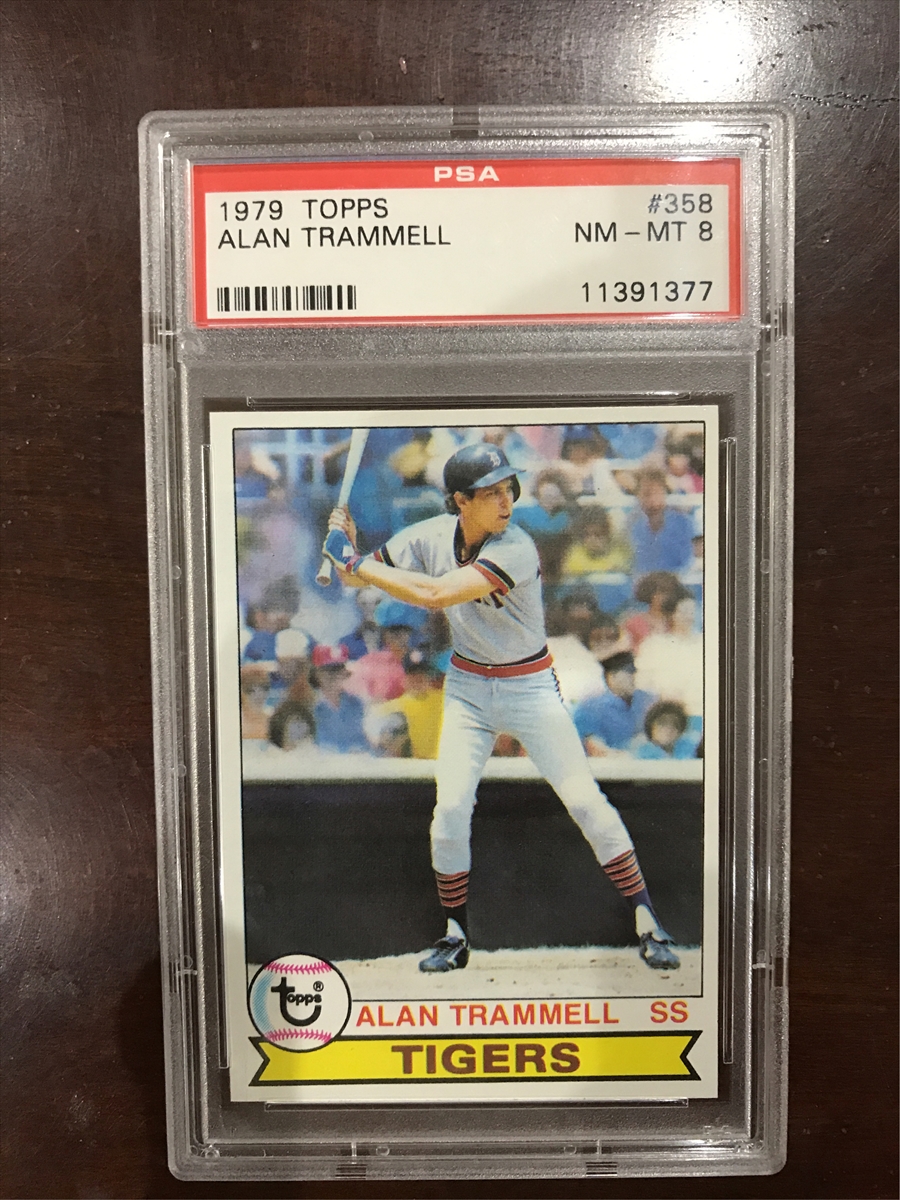 PSA
1979 TOPPS #358
ALAN TRAMMELL NM - MT 8
11391377
topps®
ALAN TRAMMELL SS
TIGERS